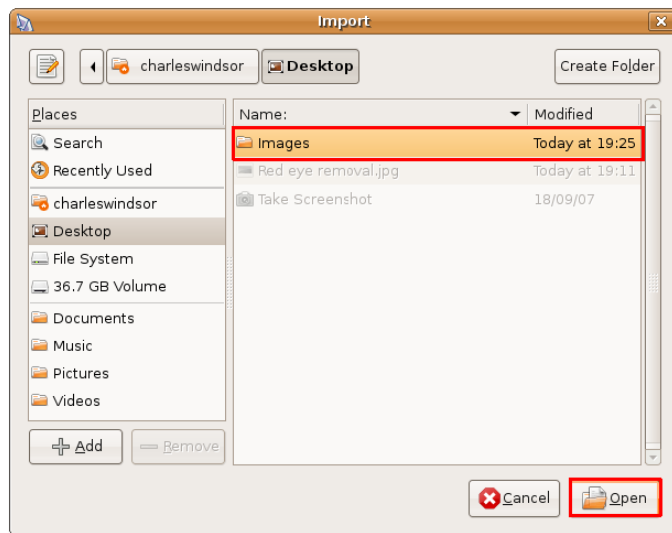 Import
charleswindsor Desktop Create Folder
Places
Search
Recently Used
charleswindsor
Desktop
File System
36.7 GB Volume
Documents
Music
Pictures
Videos
Add Remove
Name: Modified
Images Today at 19:25
Red eye removal.jpg Today at 19:11
Take Screenshot 18/09/07
Cancel Open